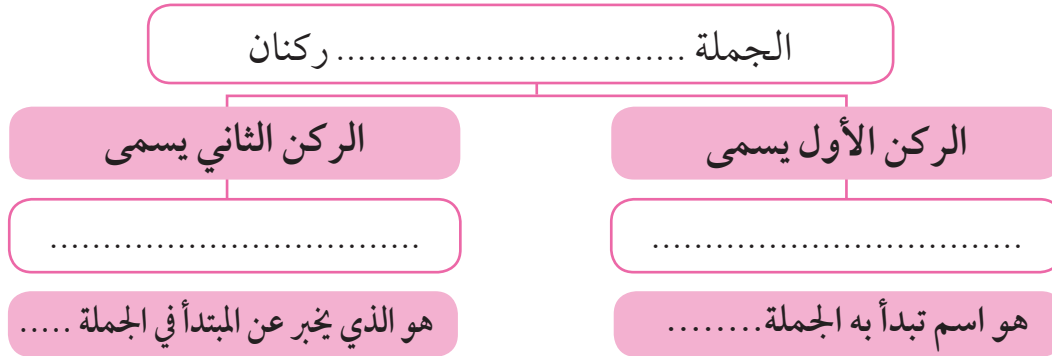 الجملة ................................. ركنان
الركن الأول يسمى
الركن الثاني يسمى
...................................
...................................
هو اسم تبدأ به الجملة........
هو الذي يخبر عن المبتدأ في الجملة .....